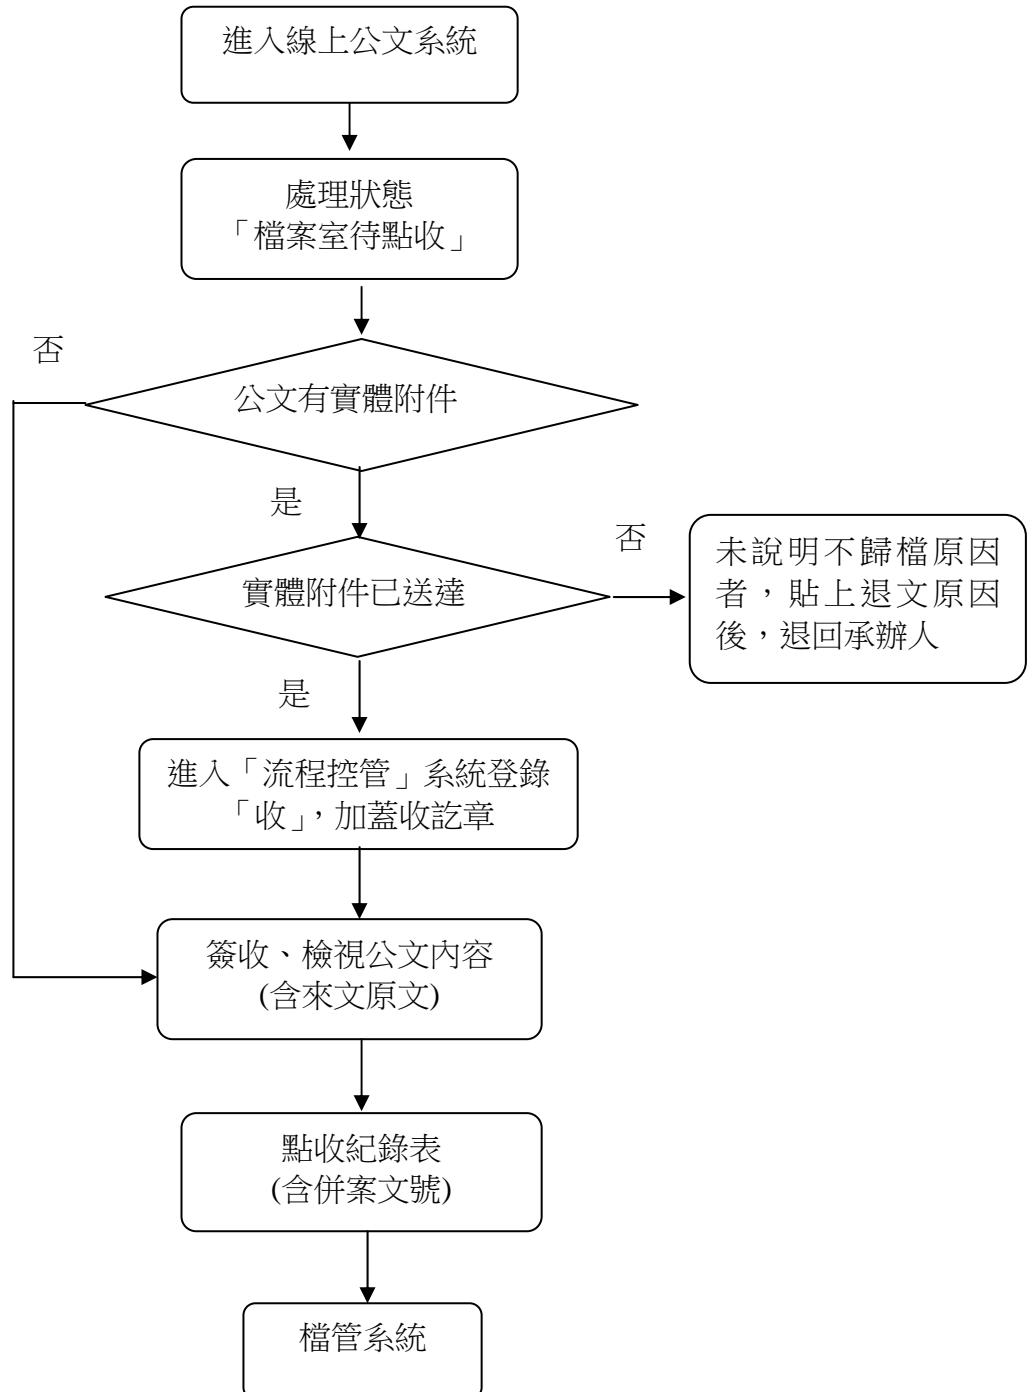 進入線上公文系統
處理狀態
「檔案室待點收」
否
公文有實體附件
是
否
未說明不歸檔原因
者，貼上退文原因
後，退回承辦人
實體附件已送達
是
進入「流程控管」系統登錄
「收」，加蓋收訖章
簽收、檢視公文內容
(含來文原文)
點收紀錄表
(含併案文號)
檔管系統